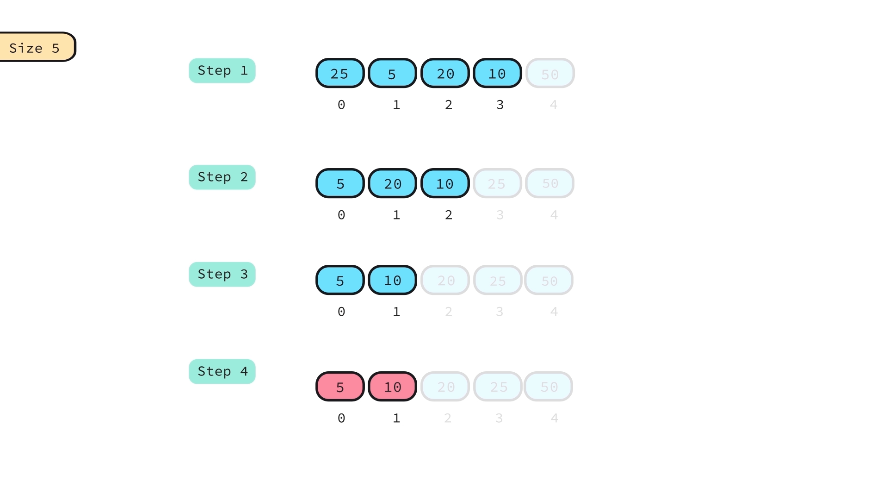 Size 5
Step 1
25 5 20 10 50
0 1 2 3 4
Step 2
5 20 10 25 50
0 1 2 3 4
Step 3
5 10 20 25 50
0 1 2 3 4
Step 4
5 10 20 25 50
0 1 2 3 4